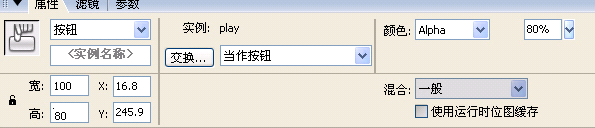 属性 滤镜 参数
按钮 实例: play 颜色: Alpha 80%
<实例名称> 交换... 当作按钮
宽: 100 X: 16.8 混合: 一般
高: 80 Y: 245.9 使用运行时位图缓存